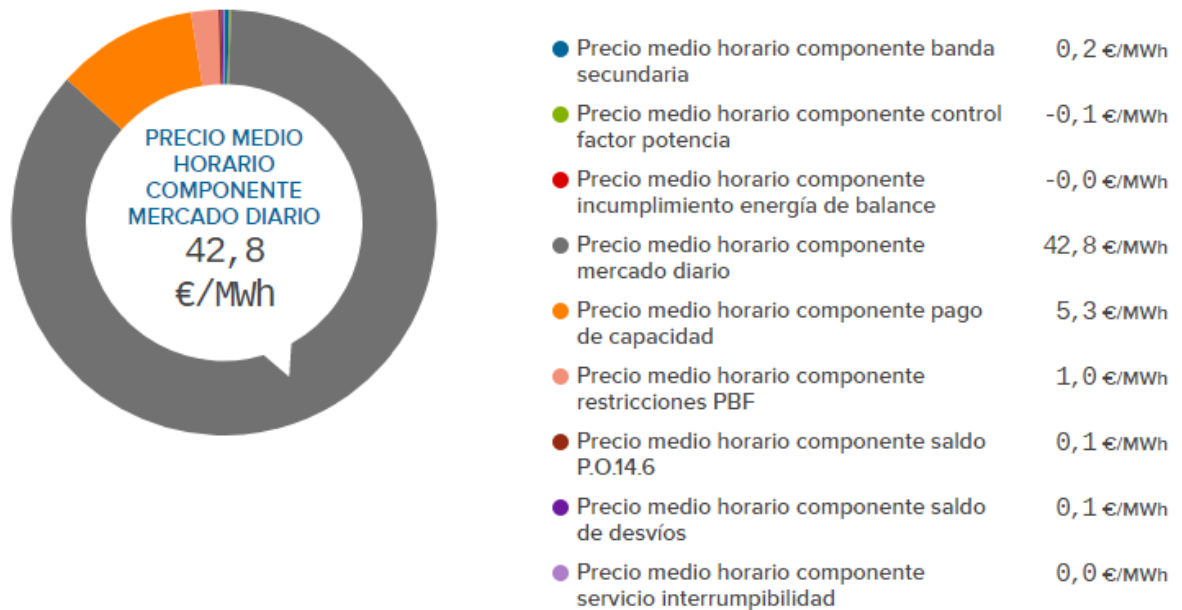 PRECIO MEDIO
HORARIO
COMPONENTE
MERCADO DIARIO
42,8
€/MWh
Precio medio horario componente banda
secundaria
0,2 €/MWh
Precio medio horario componente control
factor potencia
-0,1 €/MWh
Precio medio horario componente
incumplimiento energía de balance
-0,0 €/MWh
Precio medio horario componente
mercado diario
42,8 €/MWh
Precio medio horario componente pago
de capacidad
5,3 €/MWh
Precio medio horario componente
restricciones PBF
1,0 €/MWh
Precio medio horario componente saldo
P.O.14.6
0,1 €/MWh
Precio medio horario componente saldo
de desvíos
0,1 €/MWh
Precio medio horario componente
servicio interrumpibilidad
0,0 €/MWh